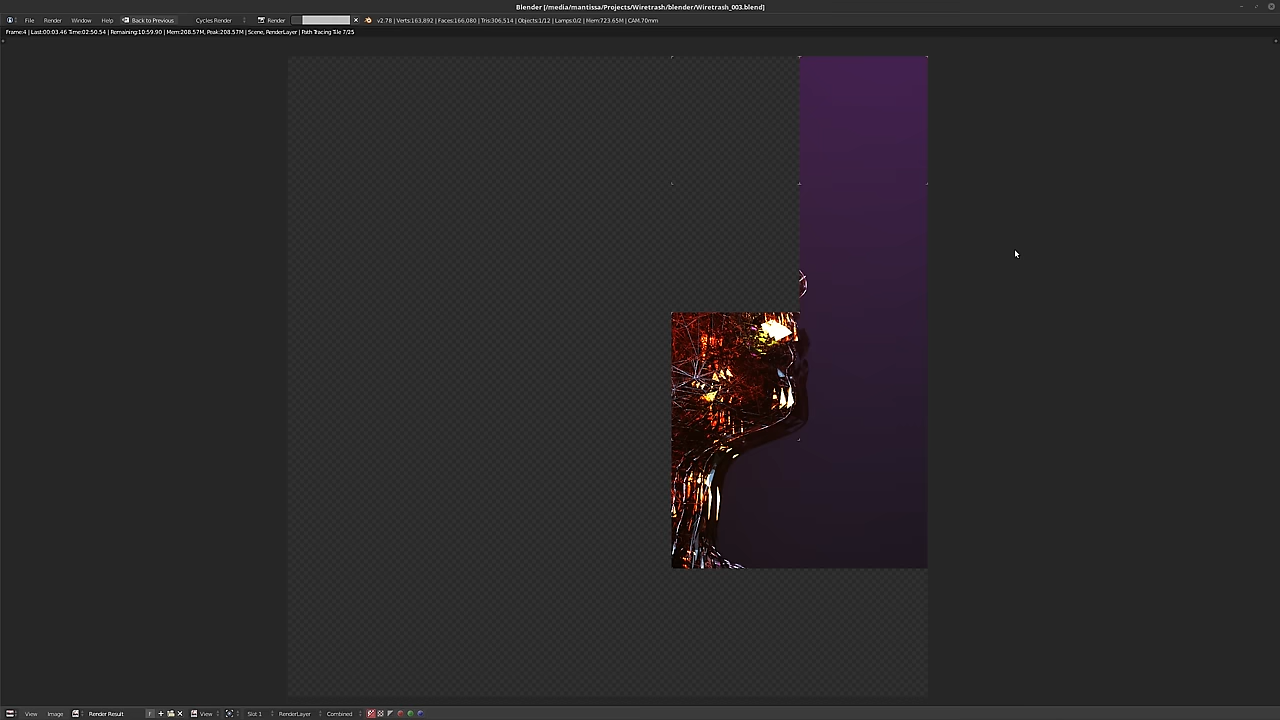 Blender [/media/mantissa/Projects/Wiretrash/blender/Wiretrash_003.blend]
File Render Window Help Back to Previous Cycles Render Render v2.78 | Verts:163,892 | Faces:166,080 | Tris:306,514 | Objects:1/12 | Lamps:0/2 | Mem:723.65M | CAM.70mm
Frame:4 | Last:00:03.46 Time:02:50.54 | Remaining:10:59.90 | Mem:208.57M, Peak:208.57M | Scene, RenderLayer | Path Tracing Tile 7/25
View Image Render Result F View Slot 1 RenderLayer Combined